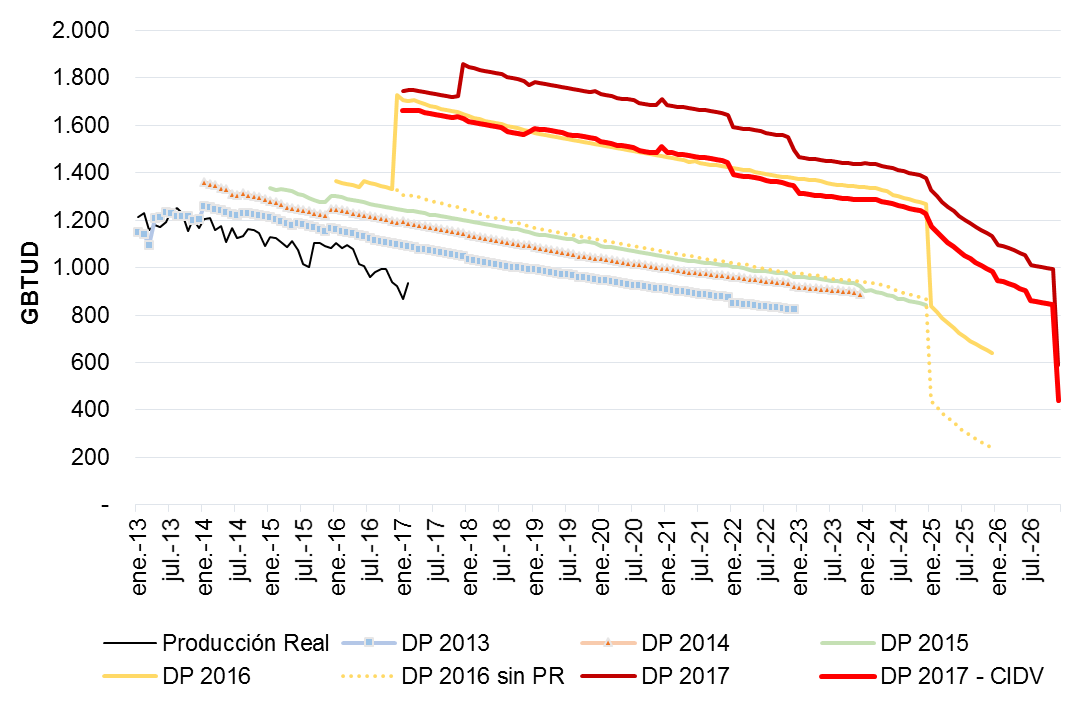 2.000
1.800
1.600
1.400
1.200
1.000
800
600
400
200
-
GBTUD
ene.-13
jul.-13
ene.-14
jul.-14
ene.-15
jul.-15
ene.-16
jul.-16
ene.-17
jul.-17
ene.-18
jul.-18
ene.-19
jul.-19
ene.-20
jul.-20
ene.-21
jul.-21
ene.-22
jul.-22
ene.-23
jul.-23
ene.-24
jul.-24
ene.-25
jul.-25
ene.-26
jul.-26
Producción Real DP 2013 DP 2014 DP 2015
DP 2016 DP 2016 sin PR DP 2017 DP 2017 - CIDV